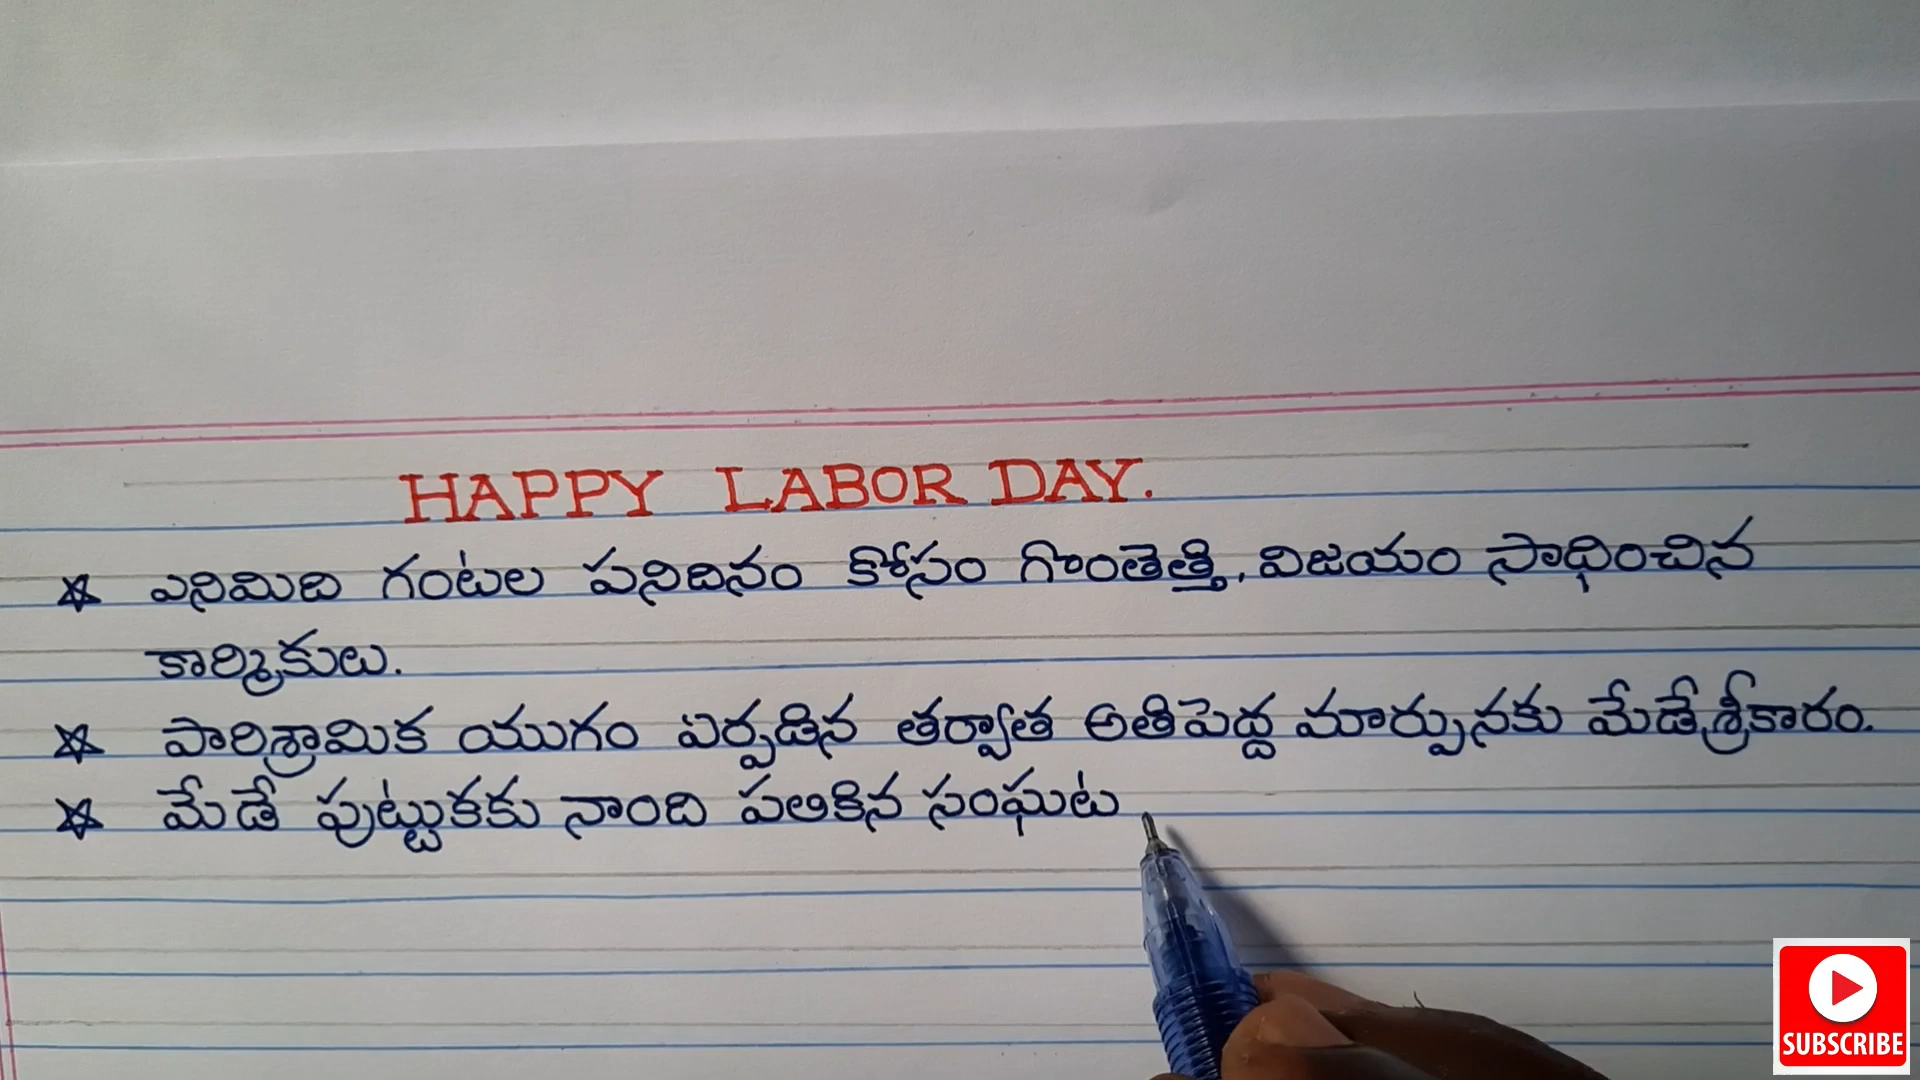 HAPPY LABOR DAY.
☆ ఎనిమిది గంటల పనిదినం కోసం గొంతెత్తి, విజయం సాధించిన
కార్మికులు.
☆ పారిశ్రామిక యుగం ఏర్పడిన తర్వాత అతిపెద్ద మార్పునకు మేడే శ్రీకారం.
☆ మేడే పుట్టుకకు నాంది పలికిన సంఘట
SUBSCRIBE